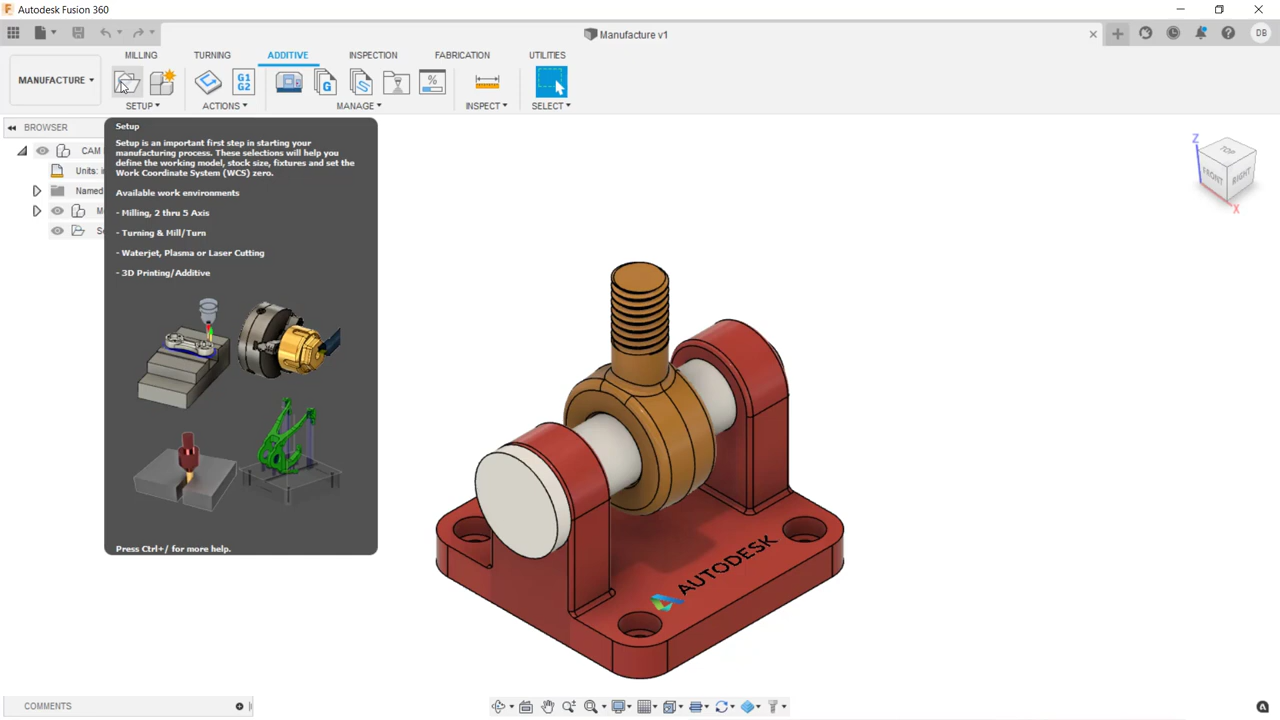 Autodesk Fusion 360
Manufacture v1
DB
MILLING
TURNING
ADDITIVE
INSPECTION
FABRICATION
UTILITIES
MANUFACTURE
G1
G2
G
%
SETUP
ACTIONS
MANAGE
INSPECT
SELECT
BROWSER
CAM
Units: i
Named
M
S
Setup
Setup is an important first step in starting your
manufacturing process. These selections will help you
define the working model, stock size, fixtures and set the
Work Coordinate System (WCS) zero.
Available work environments
- Milling, 2 thru 5 Axis
- Turning & Mill/Turn
- Waterjet, Plasma or Laser Cutting
- 3D Printing/Additive
Press Ctrl+/ for more help.
Z
TOP
FRONT
RIGHT
X
AUTODESK
COMMENTS